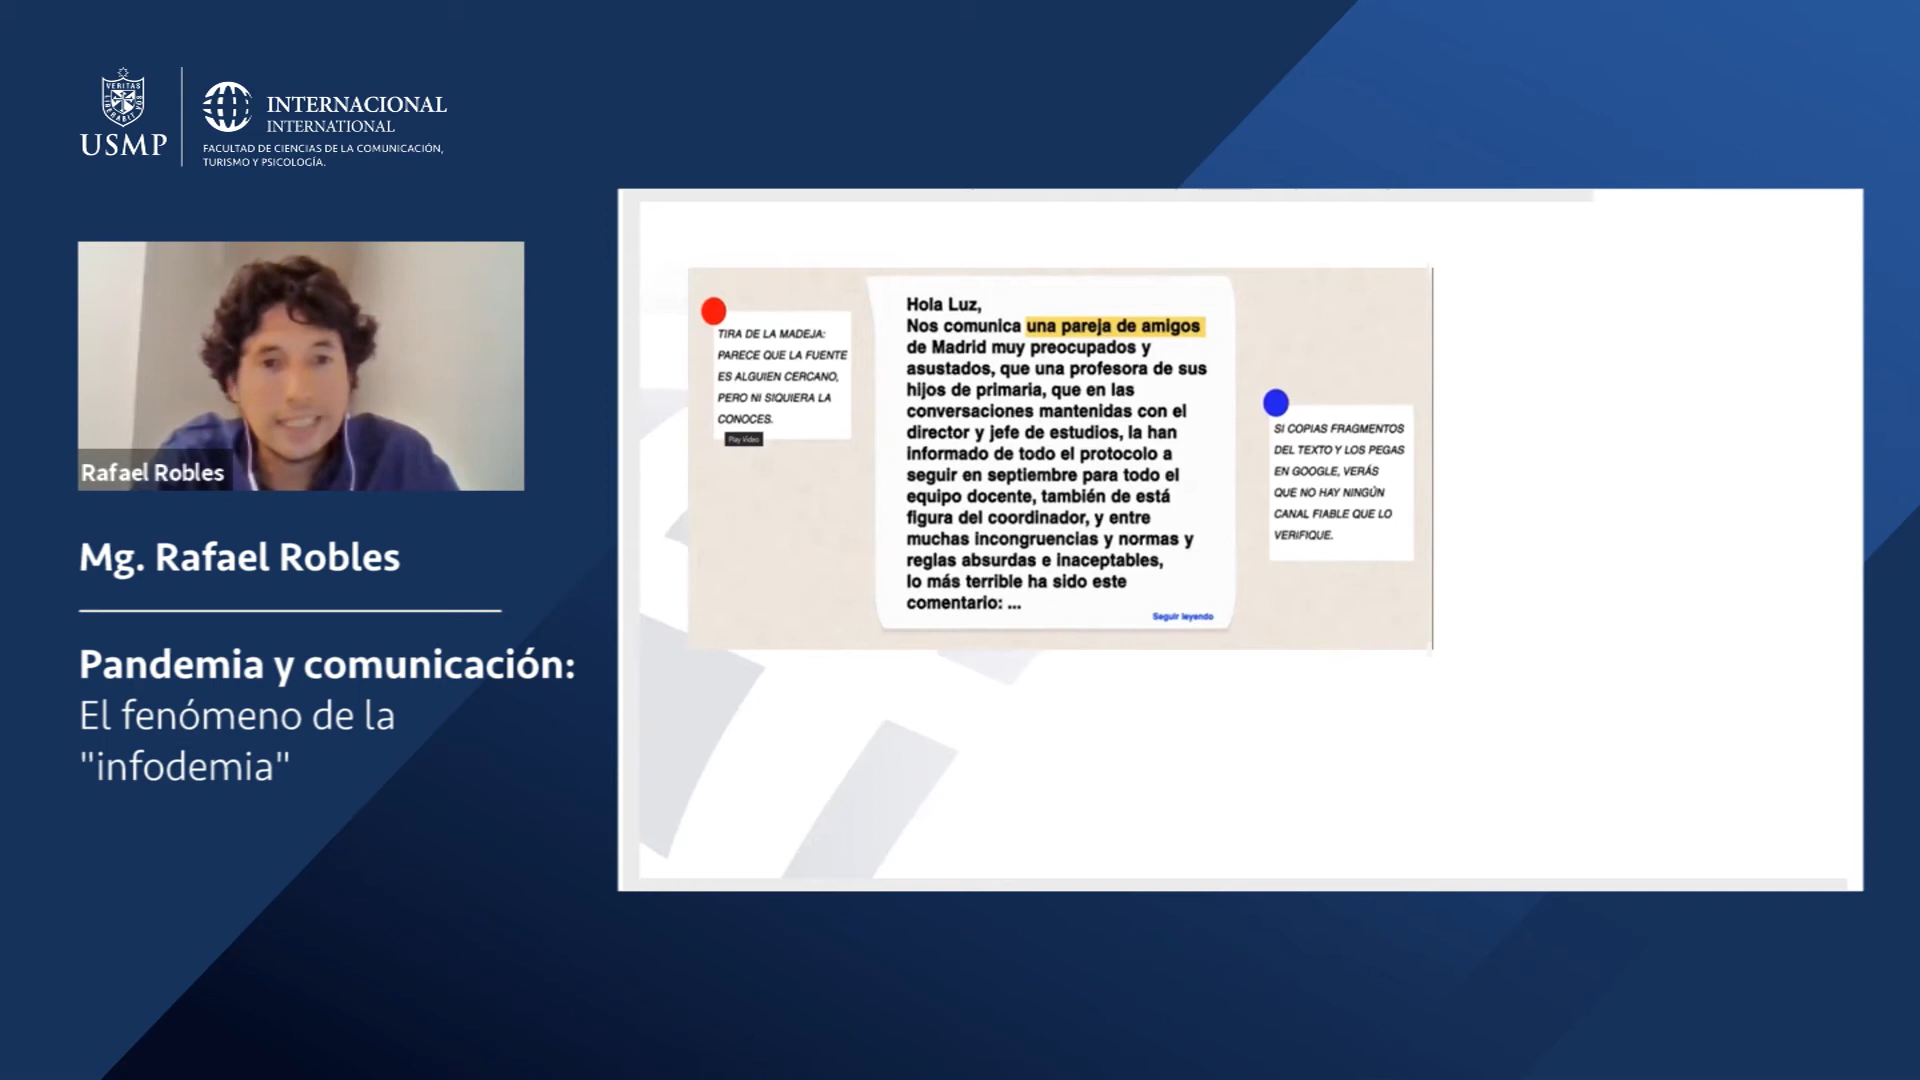 VERITAS
LIBERABIT
VOS
USMP
INTERNACIONAL
INTERNATIONAL
FACULTAD DE CIENCIAS DE LA COMUNICACIÓN,
TURISMO Y PSICOLOGÍA.
Rafael Robles
Mg. Rafael Robles
Pandemia y comunicación:
El fenómeno de la
"infodemia"
TIRA DE LA MADEJA:
PARECE QUE LA FUENTE
ES ALGUIEN CERCANO,
PERO NI SIQUIERA LA
CONOCES.
Play Video
Hola Luz,
Nos comunica una pareja de amigos
de Madrid muy preocupados y
asustados, que una profesora de sus
hijos de primaria, que en las
conversaciones mantenidas con el
director y jefe de estudios, la han
informado de todo el protocolo a
seguir en septiembre para todo el
equipo docente, también de está
figura del coordinador, y entre
muchas incongruencias y normas y
reglas absurdas e inaceptables,
lo más terrible ha sido este
comentario: ...
Seguir leyendo
SI COPIAS FRAGMENTOS
DEL TEXTO Y LOS PEGAS
EN GOOGLE, VERÁS
QUE NO HAY NINGÚN
CANAL FIABLE QUE LO
VERIFIQUE.